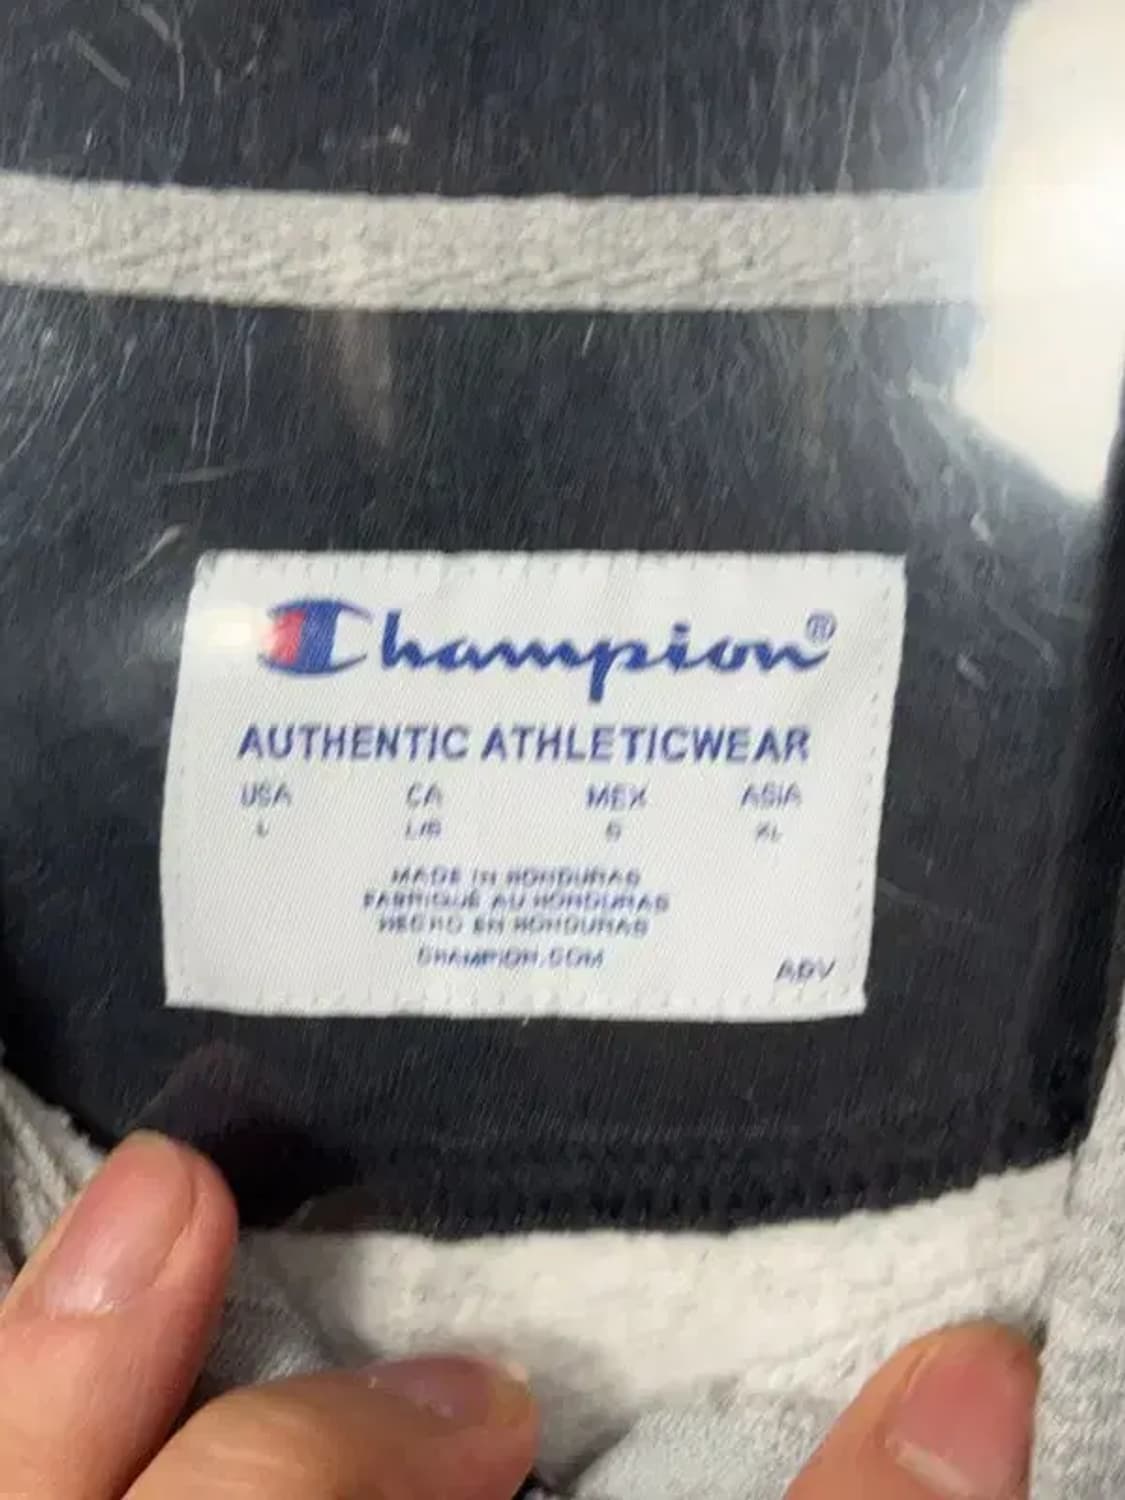 Champion®
AUTHENTIC ATHLETICWEAR
USA CA MEX ASIA
L L/G G XL
MADE IN HONDURAS
FABRIQUÉ AU HONDURAS
HECHO EN HONDURAS
CHAMPION.COM
ADV